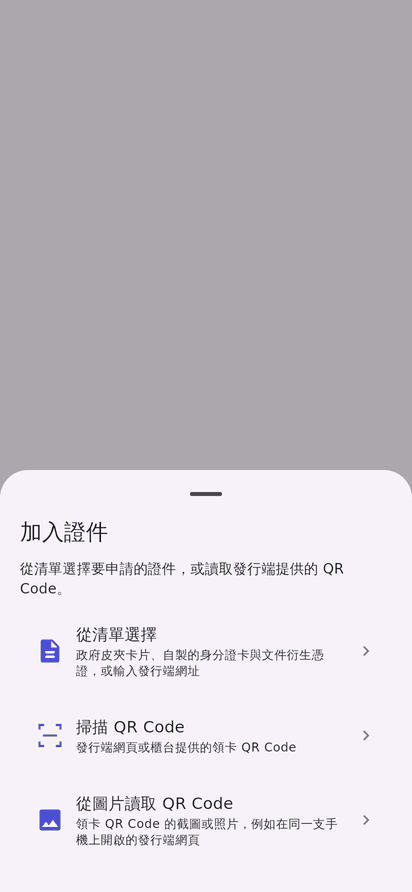 加入證件
從清單選擇要申請的證件，或讀取發行端提供的 QR
Code。
從清單選擇
政府皮夾卡片、自製的身分證卡與文件衍生憑
證，或輸入發行端網址
掃描 QR Code
發行端網頁或櫃台提供的領卡 QR Code
從圖片讀取 QR Code
領卡 QR Code 的截圖或照片，例如在同一支手
機上開啟的發行端網頁